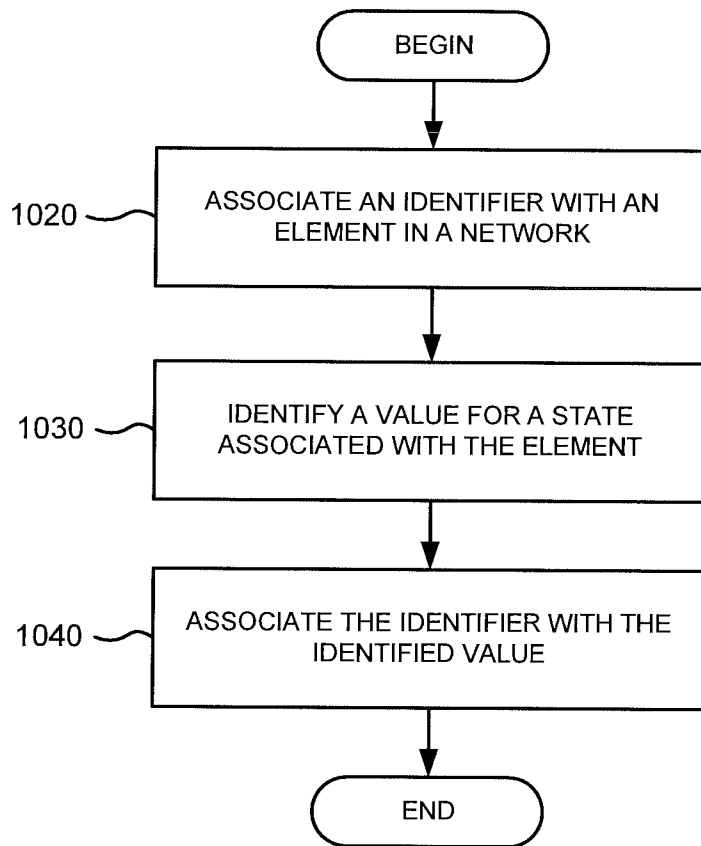 BEGIN
1020
ASSOCIATE AN IDENTIFIER WITH AN
ELEMENT IN A NETWORK
1030
IDENTIFY A VALUE FOR A STATE
ASSOCIATED WITH THE ELEMENT
1040
ASSOCIATE THE IDENTIFIER WITH THE
IDENTIFIED VALUE
END